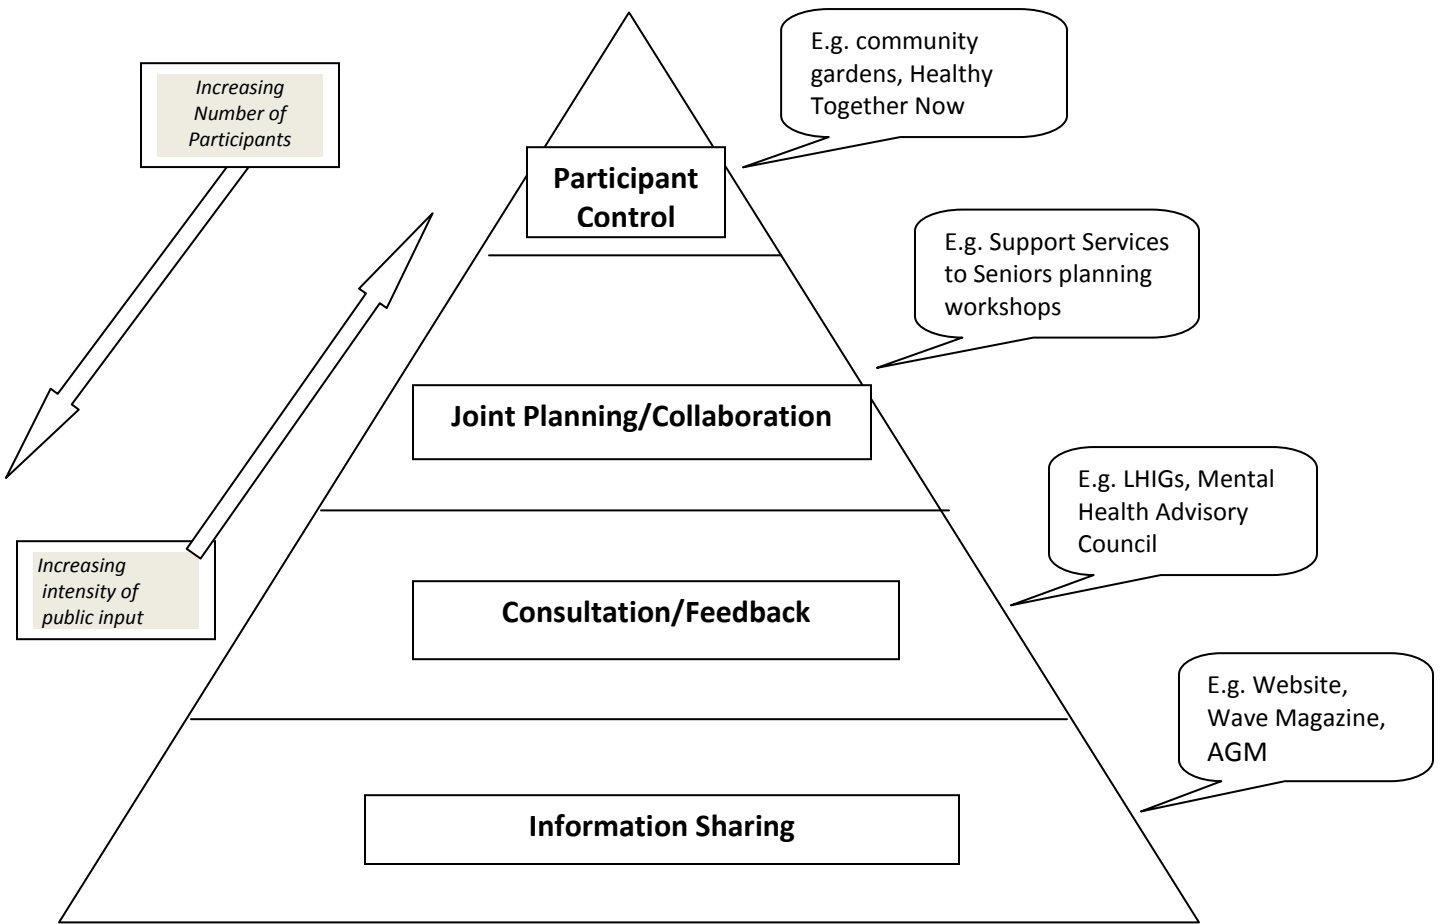 Increasing
Number of
Participants
E.g. community
gardens, Healthy
Together Now
Participant
Control
E.g. Support Services
to Seniors planning
workshops
Joint Planning/Collaboration
E.g. LHIGs, Mental
Health Advisory
Council
Increasing
intensity of
public input
Consultation/Feedback
E.g. Website,
Wave Magazine,
AGM
Information Sharing